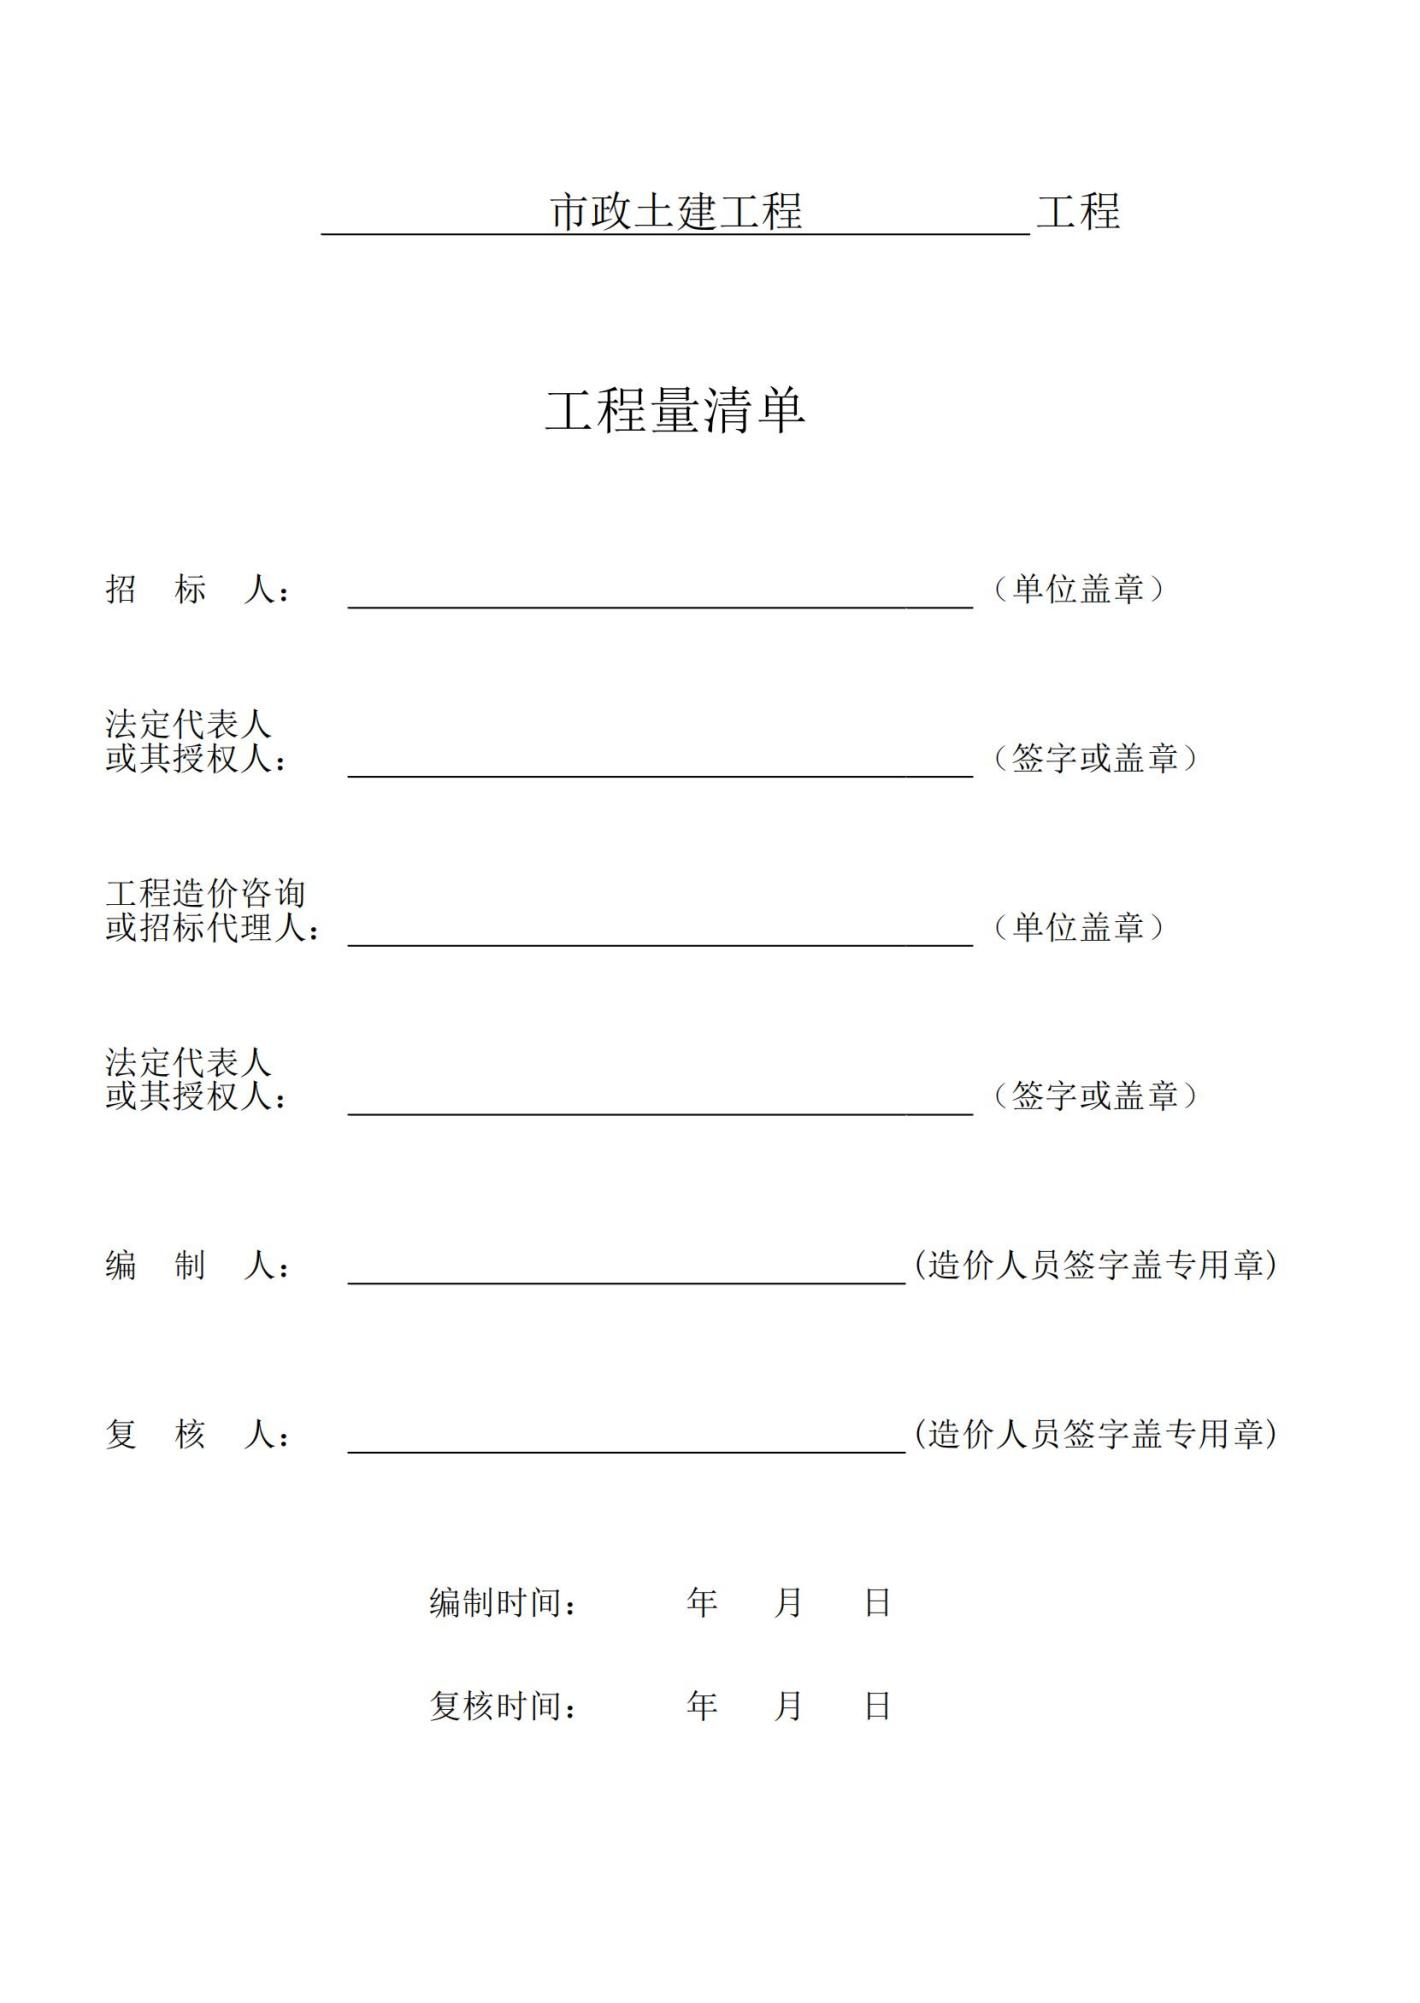 市政土建工程 工程
工程量清单
招 标 人： （单位盖章）
法定代表人
或其授权人： （签字或盖章）
工程造价咨询
或招标代理人： （单位盖章）
法定代表人
或其授权人： （签字或盖章）
编 制 人： (造价人员签字盖专用章)
复 核 人： (造价人员签字盖专用章)
编制时间： 年 月 日
复核时间： 年 月 日